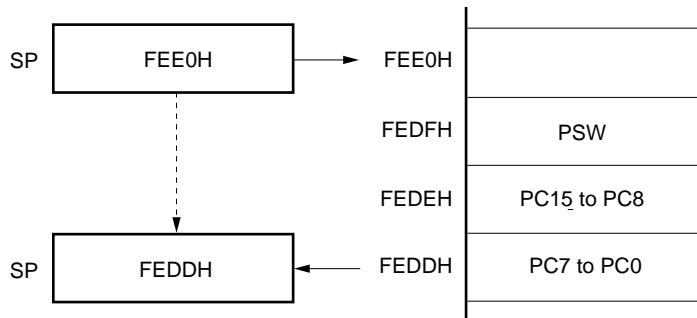 SP FEE0H FEE0H
FEDFH PSW
FEDEH PC15 to PC8
SP FEDDH FEDDH PC7 to PC0